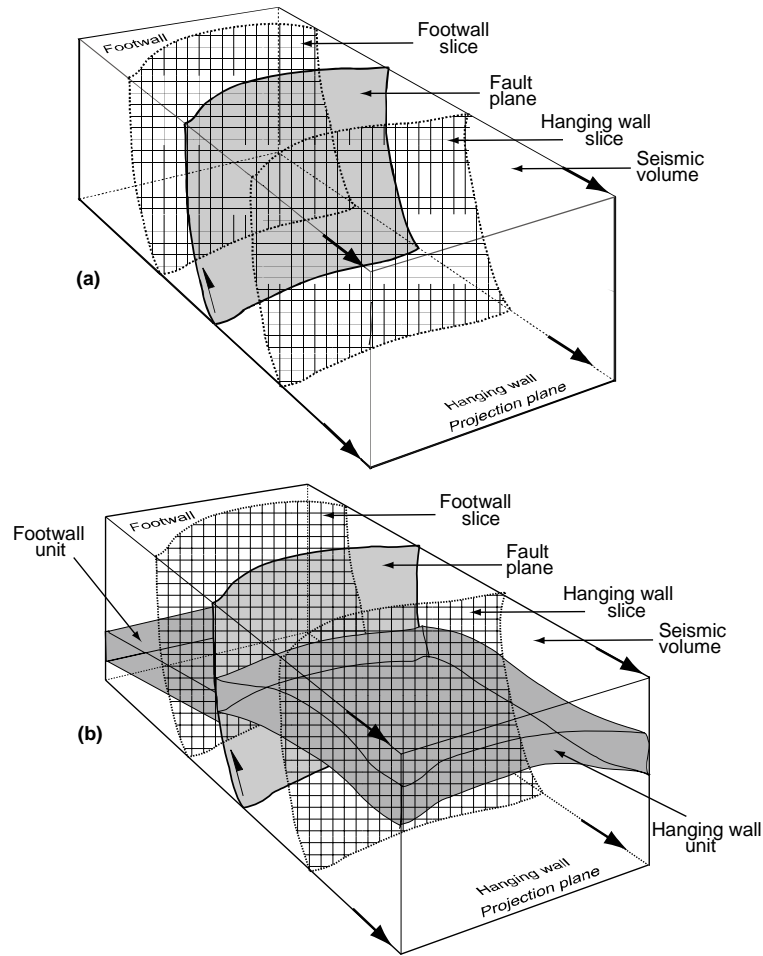 Footwall
Footwall
slice
Fault
plane
Hanging wall
slice
Seismic
volume
(a)
Hanging wall
Projection plane
Footwall
unit
Footwall
Footwall
slice
Fault
plane
Hanging wall
slice
Seismic
volume
(b)
Hanging wall
unit
Hanging wall
Projection plane